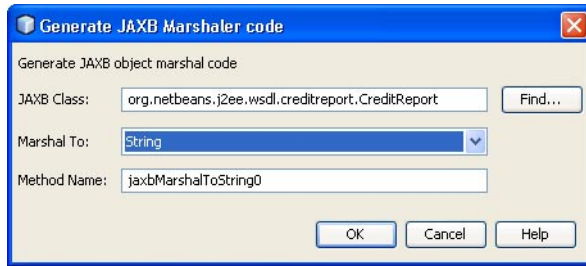 Generate JAXB Marshaler code
Generate JAXB object marshal code
JAXB Class: org.netbeans.j2ee.wsdl.creditreport.CreditReport Find...
Marshal To: String
Method Name: jaxbMarshalToString0
OK Cancel Help